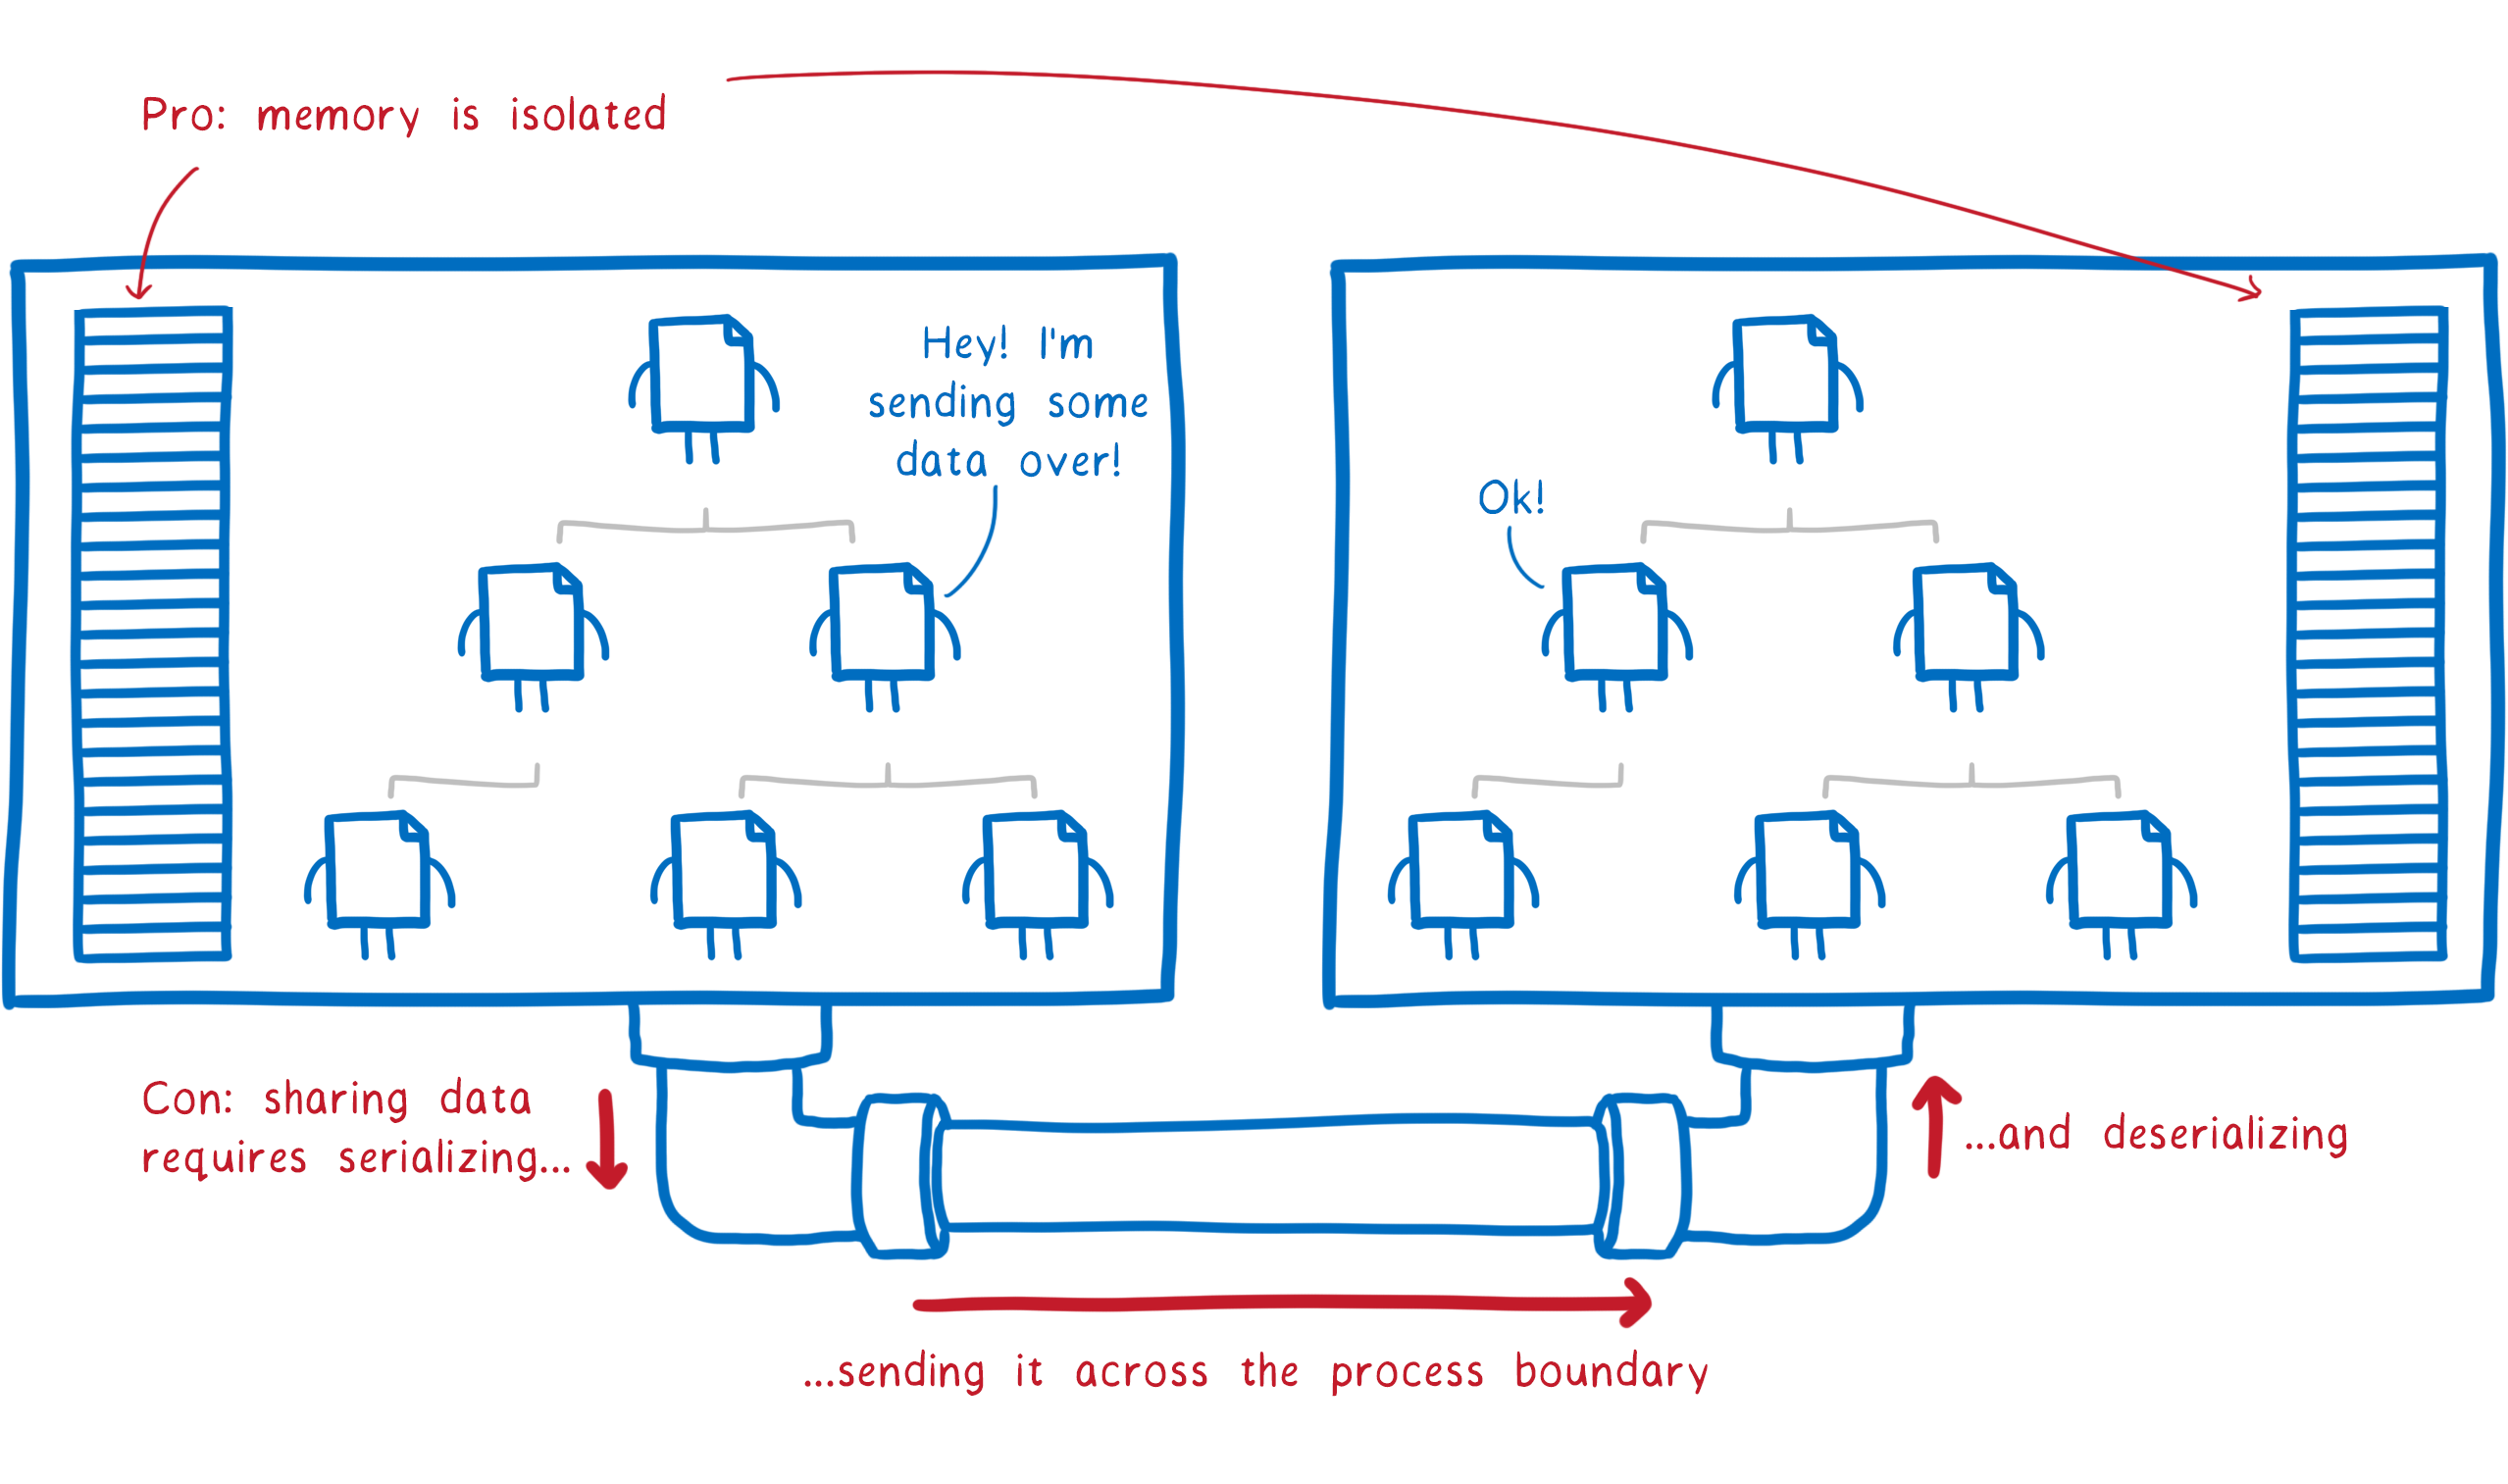 Pro: memory is isolated
Hey! I'm
sending some
data over!
Ok!
Con: sharing data
requires serializing...
...and deserializing
...sending it across the process boundary